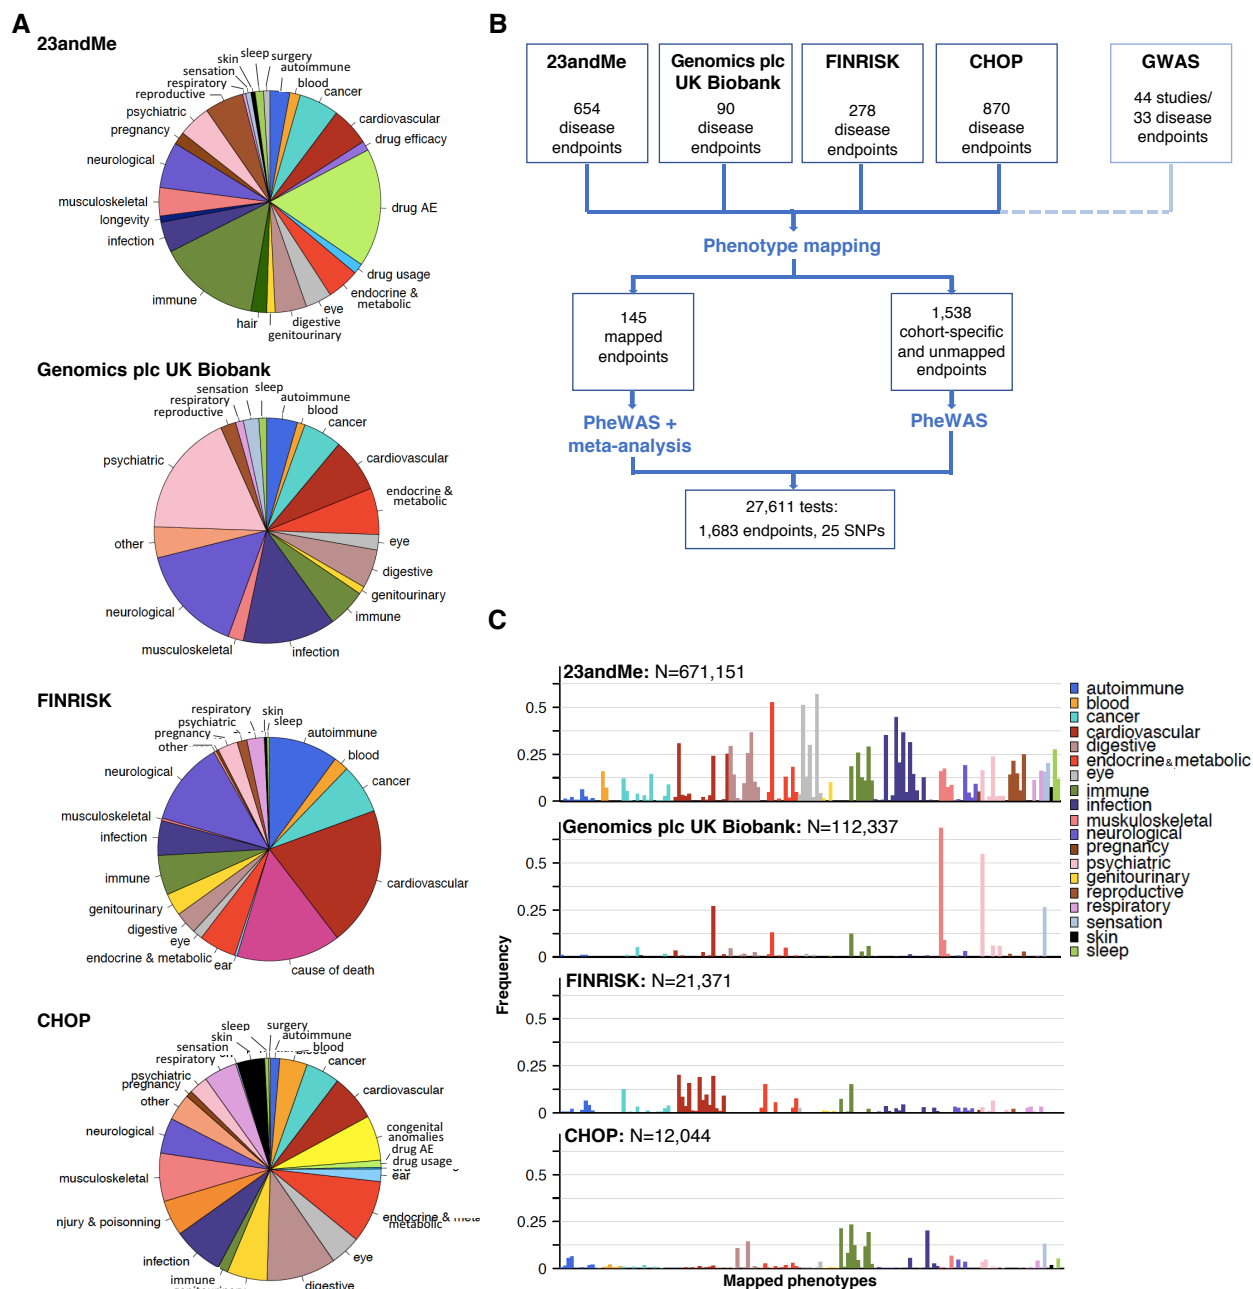 A
23andMe
sleep
surgery
skin
autoimmune
sensation
blood
respiratory
cancer
reproductive
psychiatric
cardiovascular
pregnancy
drug efficacy
neurological
musculoskeletal
drug AE
longevity
infection
drug usage
endocrine &
metabolic
immune
eye
hair
digestive
genitourinary
Genomics plc UK Biobank
sensation
sleep
respiratory
autoimmune
reproductive
blood
cancer
psychiatric
cardiovascular
endocrine &
metabolic
other
eye
digestive
genitourinary
neurological
immune
musculoskeletal
infection
FINRISK
respiratory
skin
psychiatric
sleep
pregnancy
autoimmune
other
blood
neurological
cancer
musculoskeletal
infection
immune
cardiovascular
genitourinary
digestive
eye
endocrine & metabolic
ear
cause of death
CHOP
sleep
surgery
skin
autoimmune
sensation
blood
respiratory
cancer
psychiatric
cardiovascular
pregnancy
other
congenital
anomalies
neurological
drug AE
drug usage
ear
musculoskeletal
endocrine &
metabolic
njury & poisonning
eye
infection
immune
digestive
B
23andMe
654
disease
endpoints
Genomics plc
UK Biobank
90
disease
endpoints
FINRISK
278
disease
endpoints
CHOP
870
disease
endpoints
GWAS
44 studies/
33 disease
endpoints
Phenotype mapping
145
mapped
endpoints
1,538
cohort-specific
and unmapped
endpoints
PheWAS +
meta-analysis
PheWAS
27,611 tests:
1,683 endpoints, 25 SNPs
C
23andMe: N=671,151
0.5
0.25
0
Genomics plc UK Biobank: N=112,337
0.5
0.25
0
FINRISK: N=21,371
0.5
0.25
0
CHOP: N=12,044
0.5
0.25
0
Frequency
Mapped phenotypes
autoimmune
blood
cancer
cardiovascular
digestive
endocrine & metabolic
eye
immune
infection
muskuloskeletal
neurological
pregnancy
psychiatric
genitourinary
reproductive
respiratory
sensation
skin
sleep